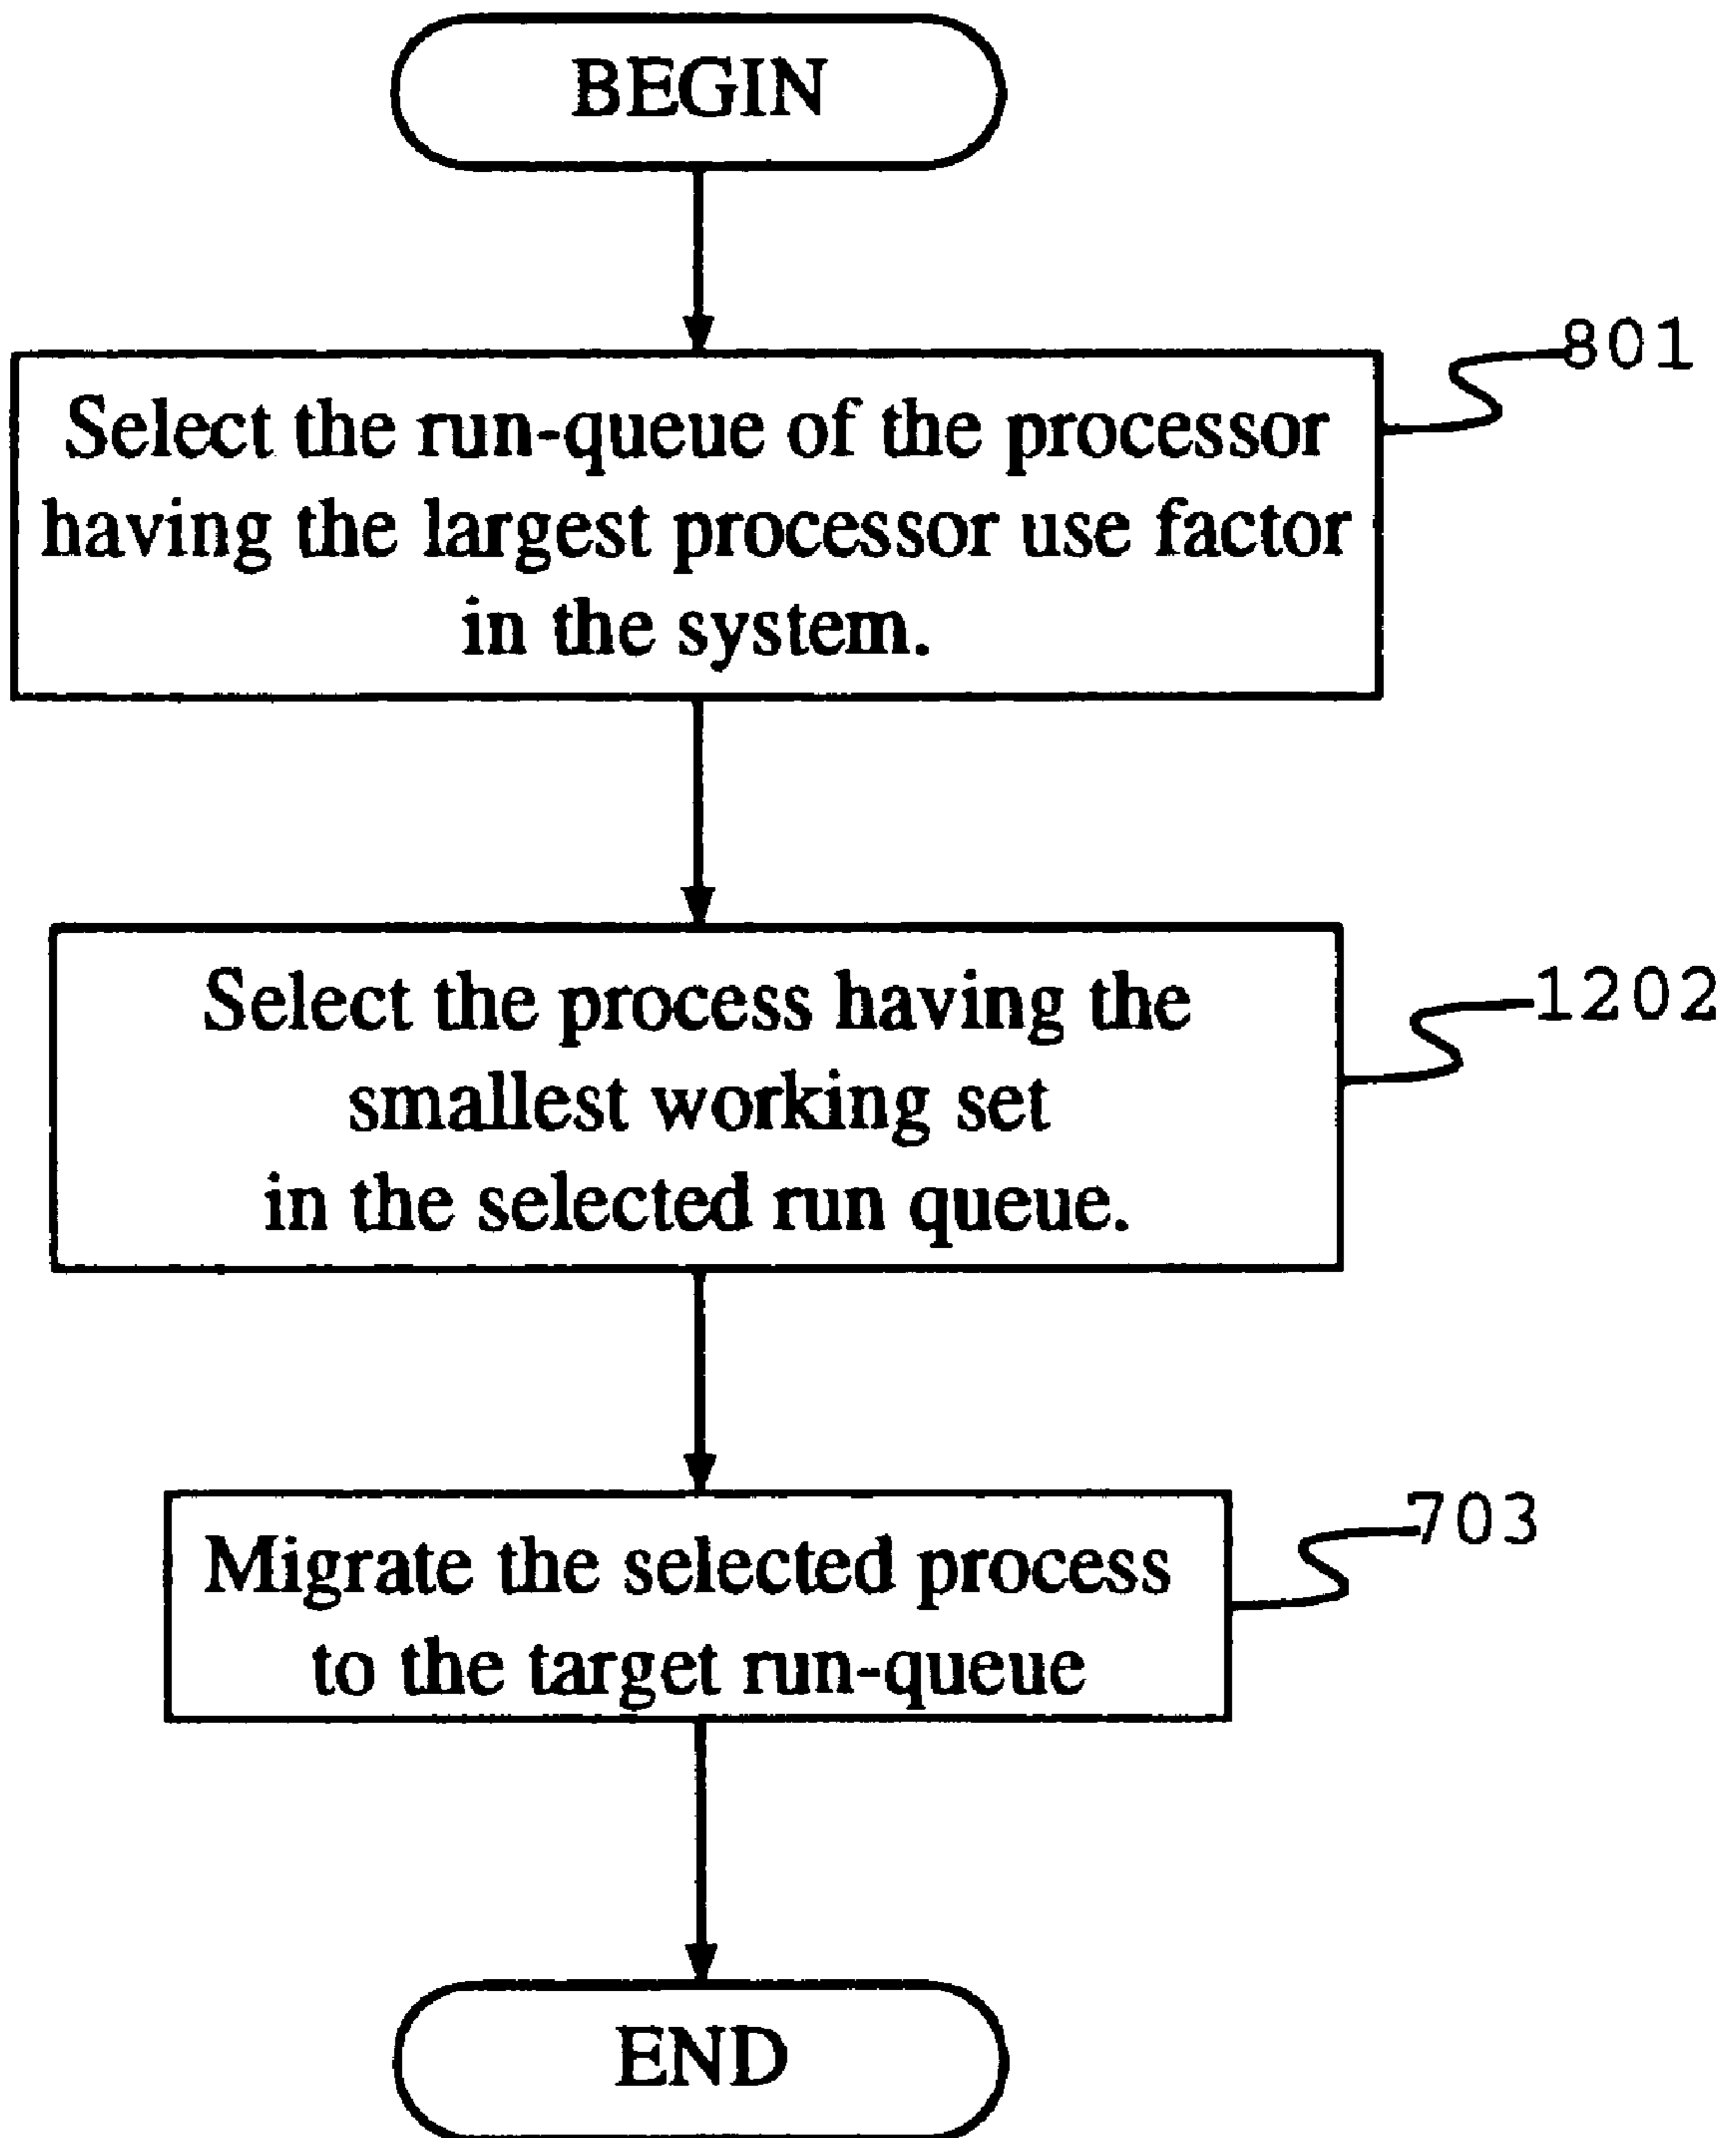 BEGIN
801
Select the run-queue of the processor
having the largest processor use factor
in the system.
1202
Select the process having the
smallest working set
in the selected run queue.
703
Migrate the selected process
to the target run-queue
END